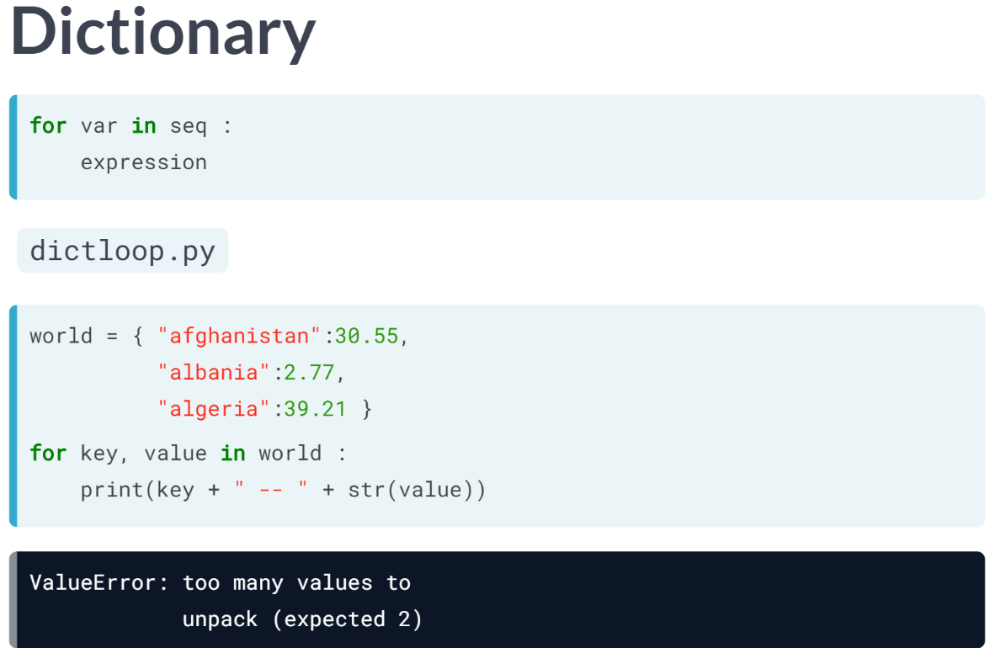 Dictionary
for var in seq :
    expression
dictloop.py
world = { "afghanistan":30.55,
          "albania":2.77,
          "algeria":39.21 }
for key, value in world :
    print(key + " -- " + str(value))
ValueError: too many values to
            unpack (expected 2)